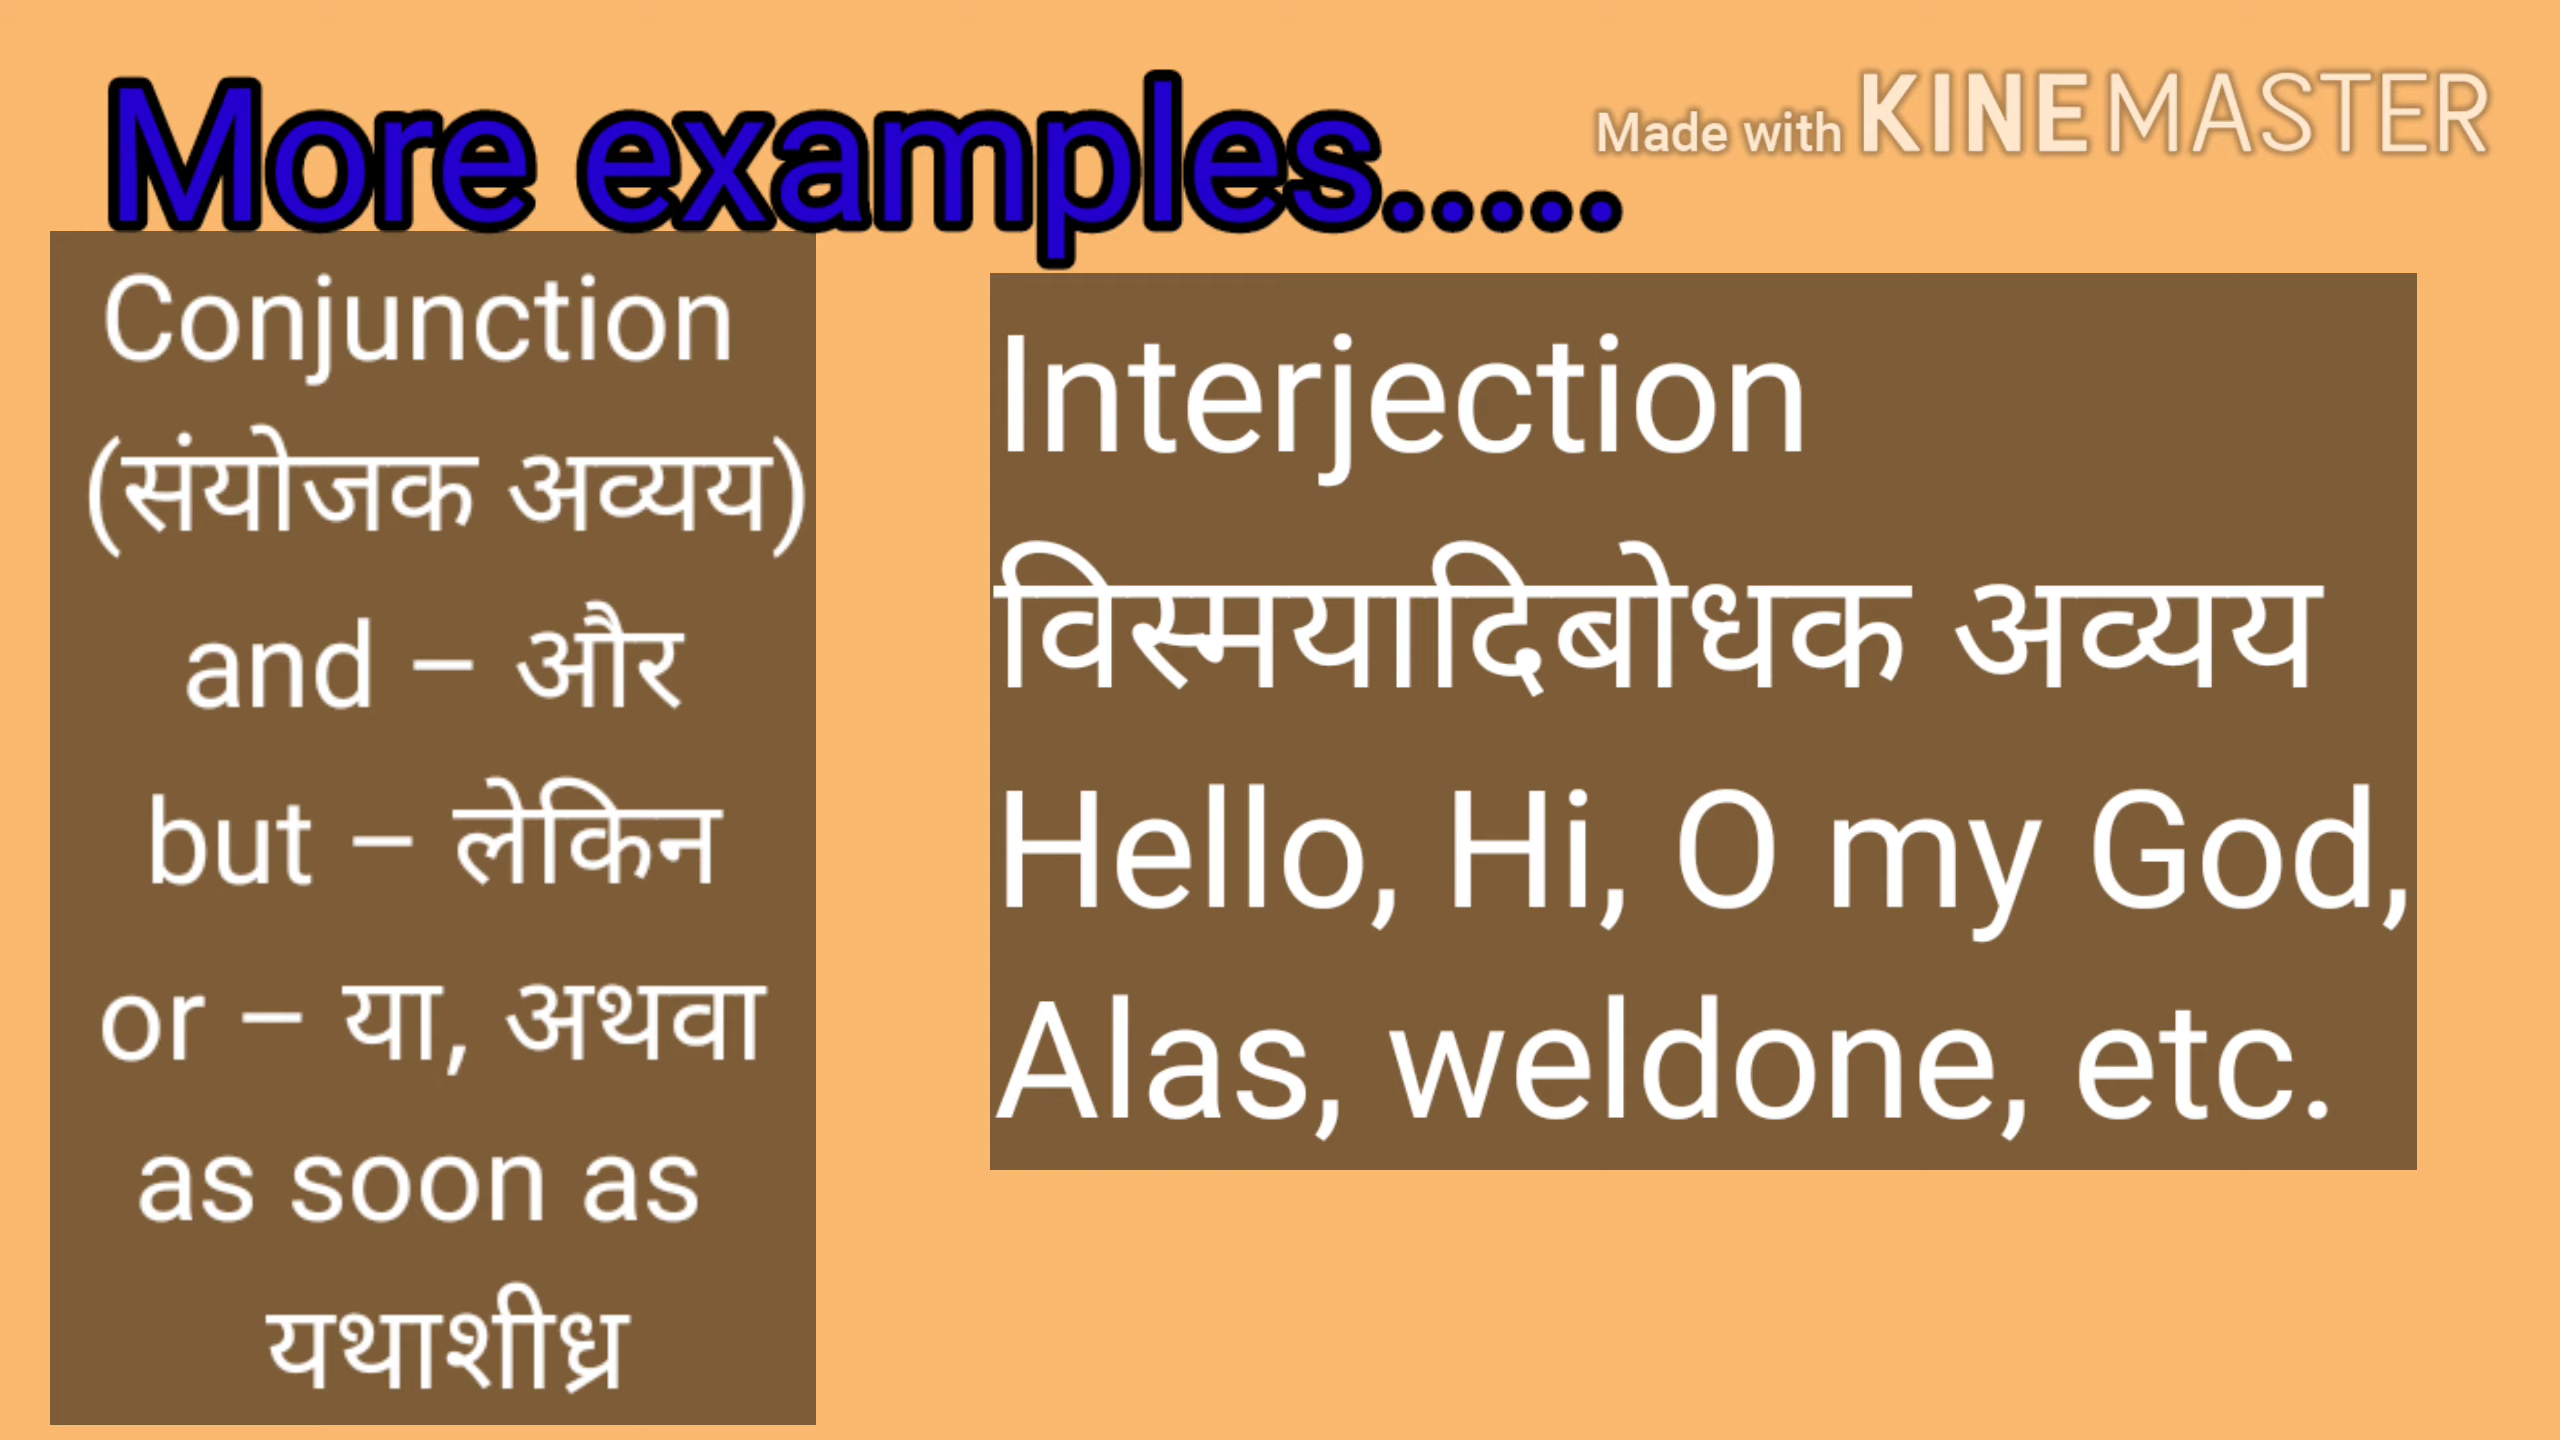 More examples.....
Made with KINEMASTER
Conjunction
(संयोजक अव्यय)
and – और
but – लेकिन
or – या, अथवा
as soon as
यथाशीध्र
Interjection
विस्मयादिबोधक अव्यय
Hello, Hi, O my God,
Alas, weldone, etc.